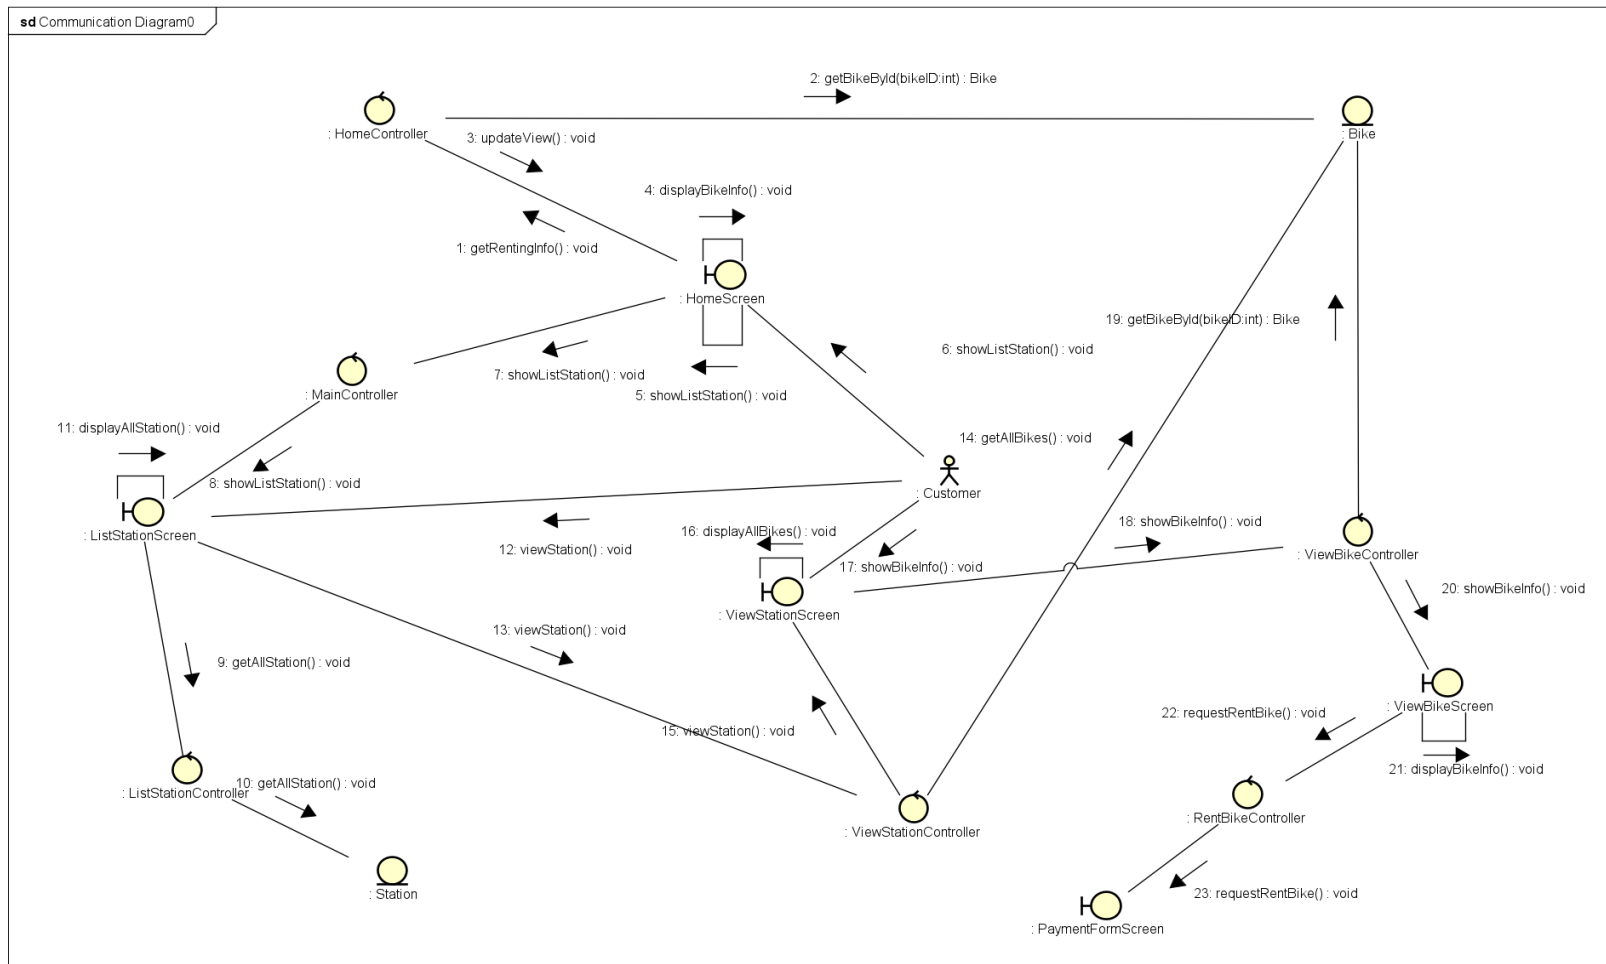 sd Communication Diagram0
2: getBikeById(bikeID:int) : Bike
: HomeController
: Bike
3: updateView() : void
4: displayBikeInfo() : void
1: getRentingInfo() : void
: HomeScreen
19: getBikeById(bikeID:int) : Bike
6: showListStation() : void
7: showListStation() : void
: MainController
5: showListStation() : void
11: displayAllStation() : void
14: getAllBikes() : void
8: showListStation() : void
: Customer
18: showBikeInfo() : void
16: displayAllBikes() : void
: ListStationScreen
12: viewStation() : void
: ViewBikeController
17: showBikeInfo() : void
20: showBikeInfo() : void
: ViewStationScreen
13: viewStation() : void
9: getAllStation() : void
: ViewBikeScreen
22: requestRentBike() : void
15: viewStation() : void
21: displayBikeInfo() : void
10: getAllStation() : void
: ListStationController
: RentBikeController
: ViewStationController
: Station
23: requestRentBike() : void
: PaymentFormScreen